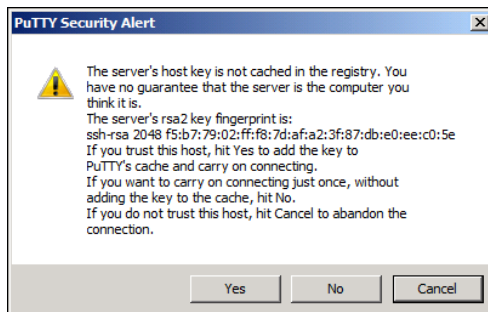 PuTTY Security Alert
The server's host key is not cached in the registry. You
have no guarantee that the server is the computer you
think it is.
The server's rsa2 key fingerprint is:
ssh-rsa 2048 f5:b7:79:02:ff:f8:7d:af:a2:3f:87:db:e0:ee:c0:5e
If you trust this host, hit Yes to add the key to
PuTTY's cache and carry on connecting.
If you want to carry on connecting just once, without
adding the key to the cache, hit No.
If you do not trust this host, hit Cancel to abandon the
connection.
Yes No Cancel